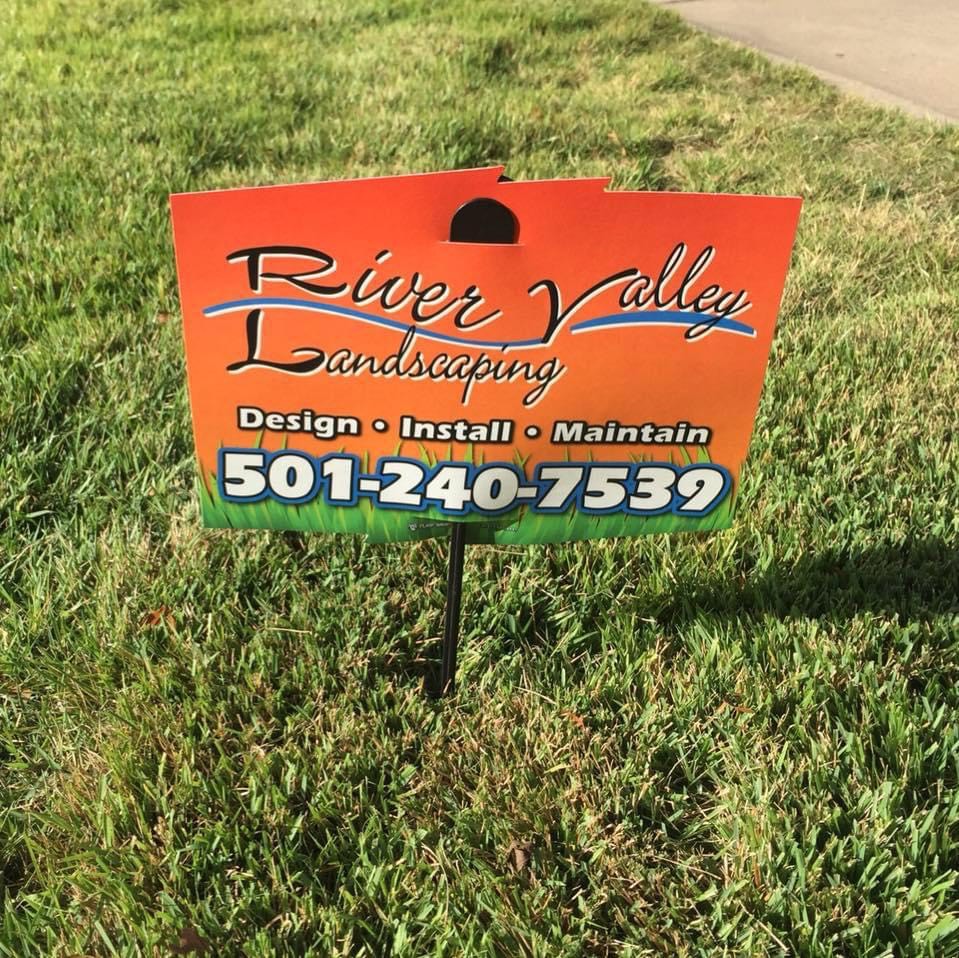 River Valley
Landscaping
Design • Install • Maintain
501-240-7539